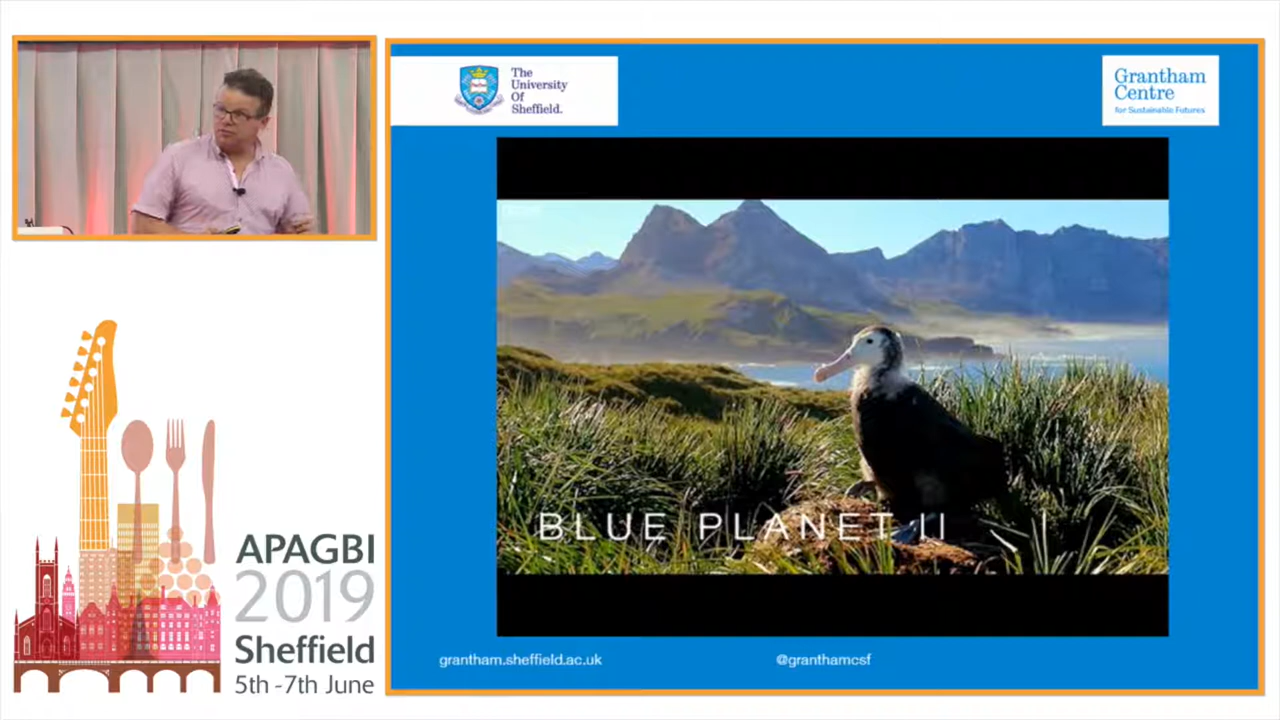 The
University
Of
Sheffield.
Grantham
Centre
for Sustainable Futures
BLUE PLANET II
APAGBI
2019
Sheffield
5th -7th June
grantham.sheffield.ac.uk
@granthamcsf